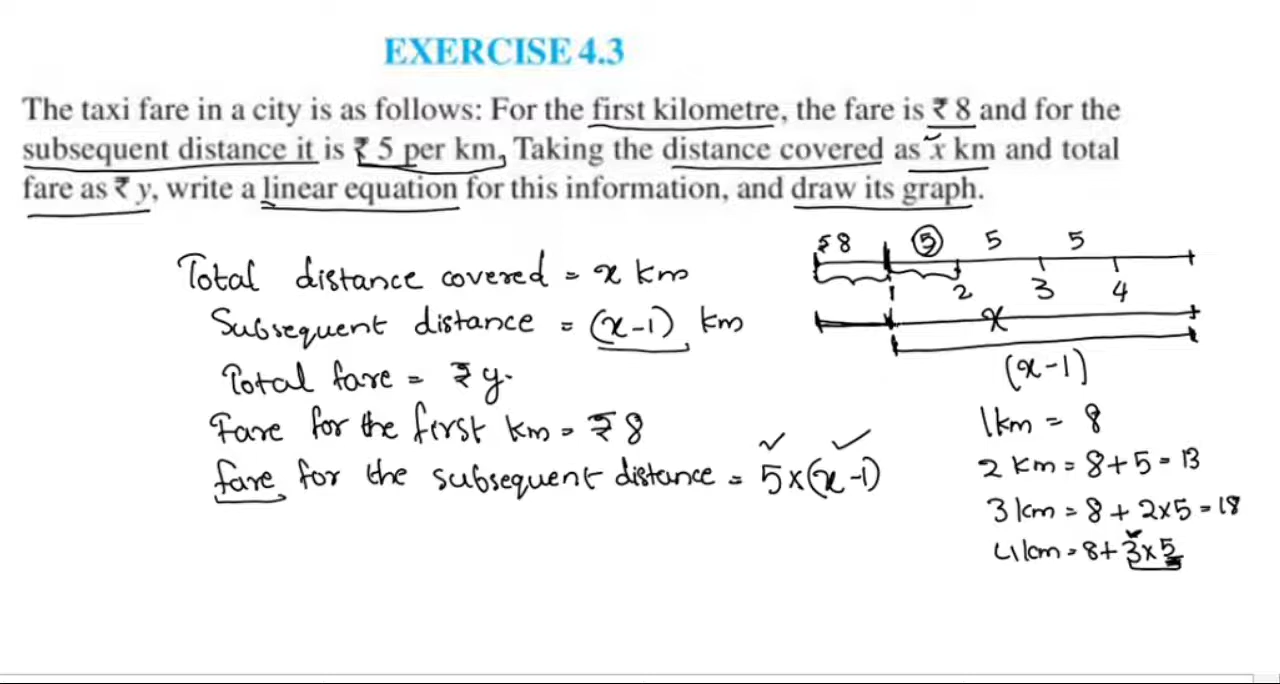 EXERCISE 4.3
The taxi fare in a city is as follows: For the first kilometre, the fare is ₹ 8 and for the
subsequent distance it is ₹ 5 per km, Taking the distance covered as x km and total
fare as ₹ y, write a linear equation for this information, and draw its graph.
Total distance covered = x km
Subsequent distance = (x-1) km
Total fare = ₹ y.
Fare for the first km = ₹ 8
fare for the subsequent distance = 5×(x-1)
₹8 5 5 5
1 2 3 4
x
(x-1)
1km = 8
2 km = 8+5 = 13
3 km = 8 + 2×5 = 18
4 km = 8+ 3×5